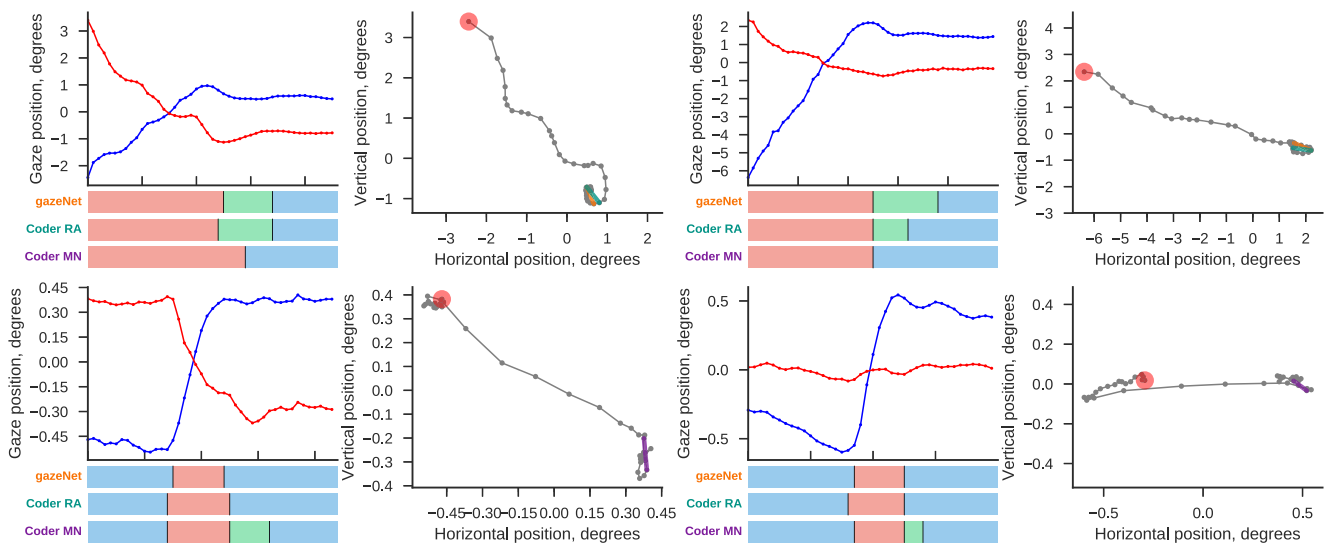 Gaze position, degrees
3
2
1
0
−1
−2
gazeNet
Coder RA
Coder MN
Vertical position, degrees
3
2
1
0
−1
−3 −2 −1 0 1 2
Horizontal position, degrees
Gaze position, degrees
2
1
0
−1
−2
−3
−4
−5
−6
gazeNet
Coder RA
Coder MN
Vertical position, degrees
4
3
2
1
0
−1
−2
−3
−6 −5 −4 −3 −2 −1 0 1 2
Horizontal position, degrees
Gaze position, degrees
0.45
0.30
0.15
0.00
−0.15
−0.30
−0.45
gazeNet
Coder RA
Coder MN
Vertical position, degrees
0.4
0.3
0.2
0.1
0.0
−0.1
−0.2
−0.3
−0.4
−0.45 −0.30 −0.15 0.00 0.15 0.30 0.45
Horizontal position, degrees
Gaze position, degrees
0.5
0.0
−0.5
gazeNet
Coder RA
Coder MN
Vertical position, degrees
0.4
0.2
0.0
−0.2
−0.4
−0.5 0.0 0.5
Horizontal position, degrees